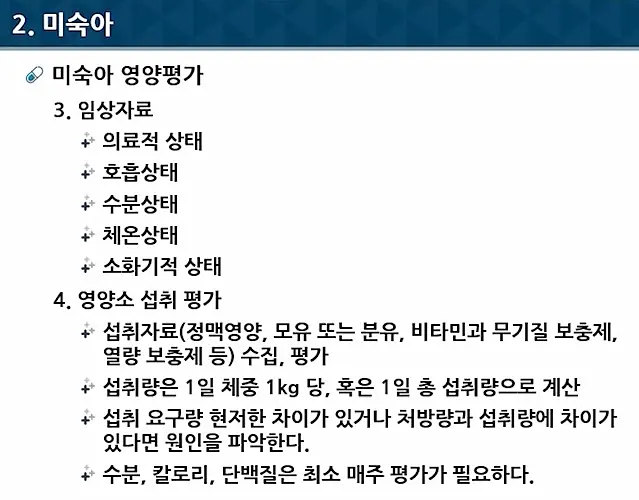 2. 미숙아
미숙아 영양평가
3. 임상자료
의료적 상태
호흡상태
수분상태
체온상태
소화기적 상태
4. 영양소 섭취 평가
섭취자료(정맥영양, 모유 또는 분유, 비타민과 무기질 보충제,
열량 보충제 등) 수집, 평가
섭취량은 1일 체중 1kg 당, 혹은 1일 총 섭취량으로 계산
섭취 요구량 현저한 차이가 있거나 처방량과 섭취량에 차이가
있다면 원인을 파악한다.
수분, 칼로리, 단백질은 최소 매주 평가가 필요하다.